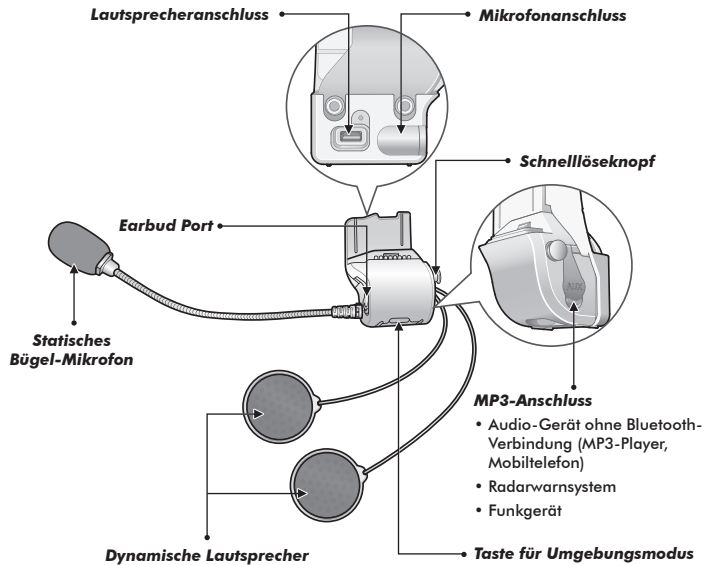 Lautsprecheranschluss
Mikrofonanschluss
Schnelllöseknopf
Earbud Port
AUX
Statisches
Bügel-Mikrofon
MP3-Anschluss
• Audio-Gerät ohne Bluetooth-
Verbindung (MP3-Player,
Mobiltelefon)
• Radarwarnsystem
• Funkgerät
Dynamische Lautsprecher
Taste für Umgebungsmodus